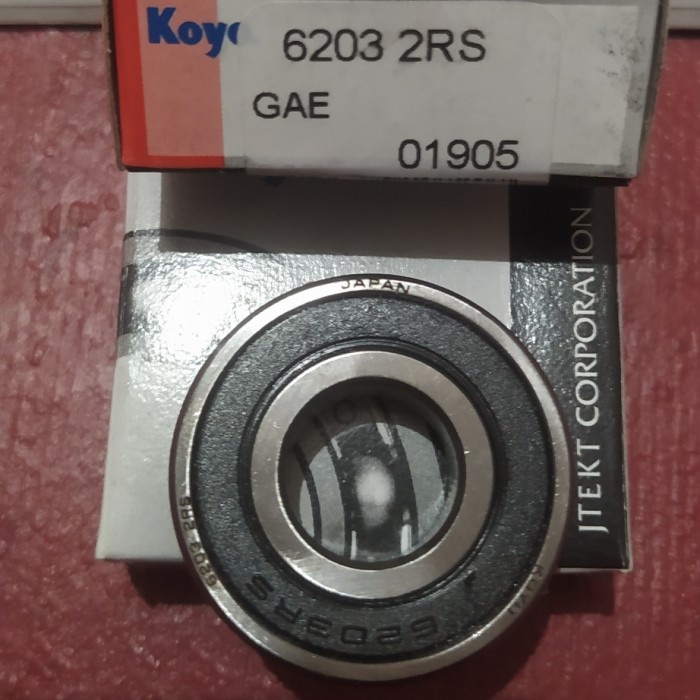 Koyo
6203 2RS
GAE
01905
JTEKT CORPORATION
JAPAN
6203 2RS
6203RS